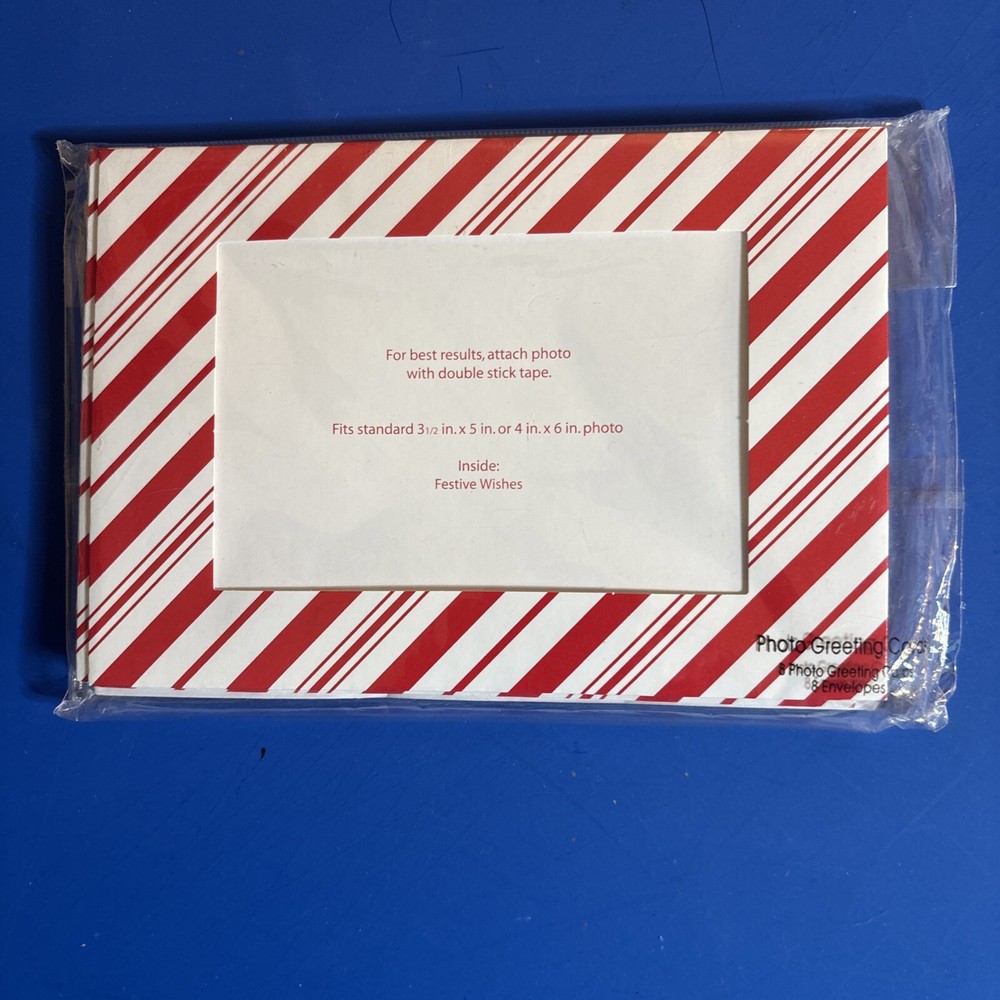 For best results, attach photo
with double stick tape.
Fits standard 3 1/2 in. x 5 in. or 4 in. x 6 in. photo
Inside:
Festive Wishes
Photo Greeting Cards
8 Photo Greeting Cards
8 Envelopes